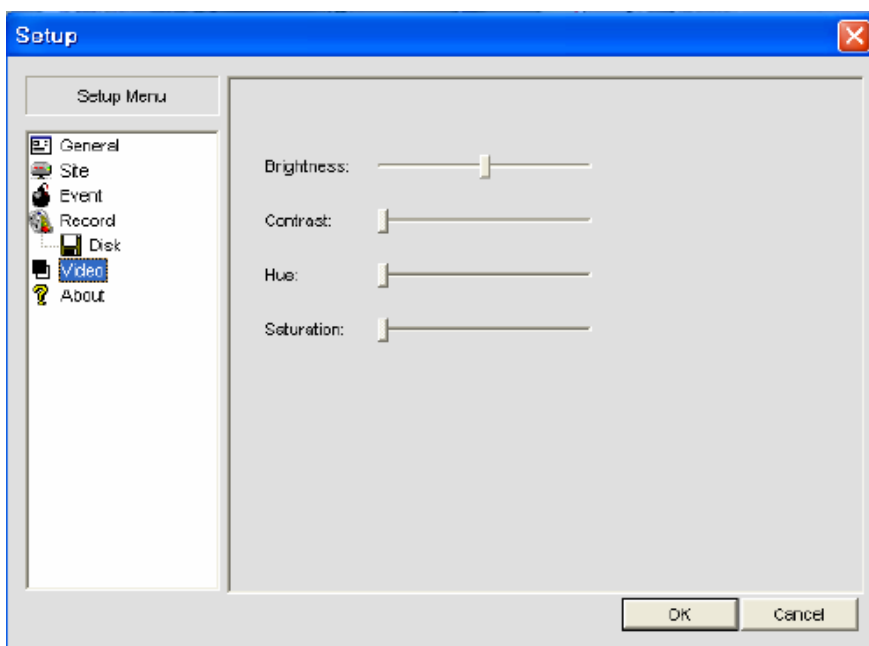 Setup
Setup Menu
General
Site
Event
Record
Disk
Video
About
Brightness:
Contrast:
Hue:
Saturation:
OK
Cancel